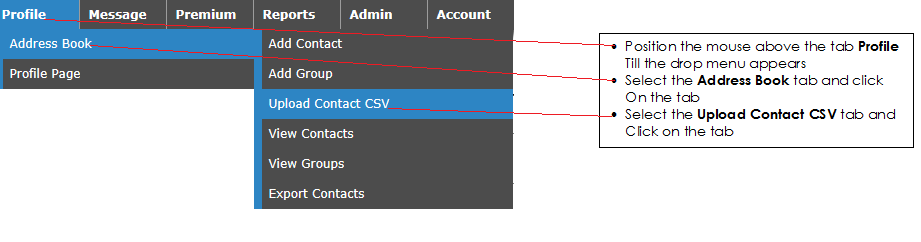 Profile Message Premium Reports Admin Account
Address Book
Profile Page
Add Contact
Add Group
Upload Contact CSV
View Contacts
View Groups
Export Contacts
• Position the mouse above the tab Profile
Till the drop menu appears
• Select the Address Book tab and click
On the tab
• Select the Upload Contact CSV tab and
Click on the tab